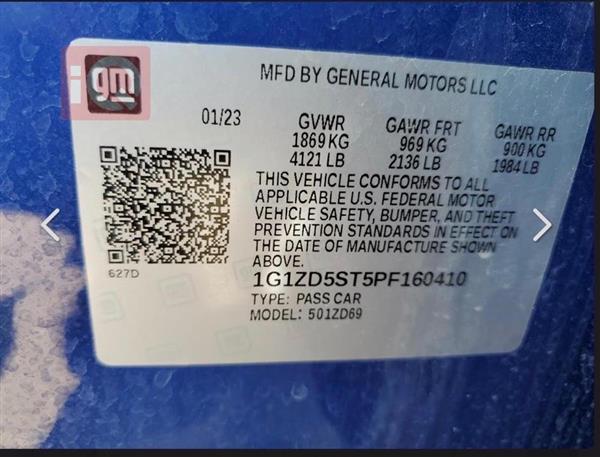 gm
MFD BY GENERAL MOTORS LLC
01/23
GVWR
1869 KG
4121 LB
GAWR FRT
969 KG
2136 LB
GAWR RR
900 KG
1984 LB
THIS VEHICLE CONFORMS TO ALL
APPLICABLE U.S. FEDERAL MOTOR
VEHICLE SAFETY, BUMPER, AND THEFT
PREVENTION STANDARDS IN EFFECT ON
THE DATE OF MANUFACTURE SHOWN
ABOVE.
627D
1G1ZD5ST5PF160410
TYPE: PASS CAR
MODEL: 501ZD69